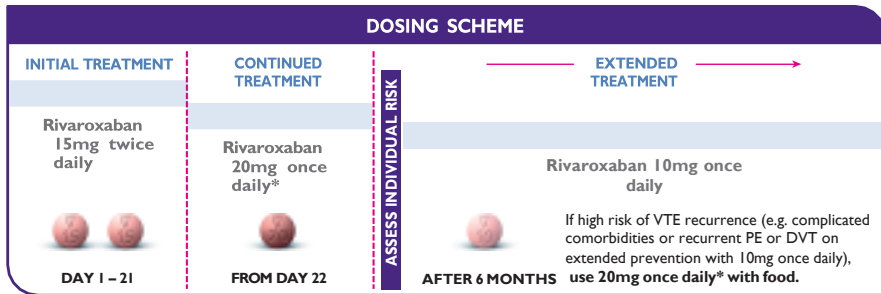 DOSING SCHEME
INITIAL TREATMENT
Rivaroxaban
15mg twice
daily
15
15
DAY 1 – 21
CONTINUED
TREATMENT
Rivaroxaban
20mg once
daily*
20
FROM DAY 22
ASSESS INDIVIDUAL RISK
EXTENDED
TREATMENT
Rivaroxaban 10mg once
daily
AFTER 6 MONTHS
If high risk of VTE recurrence (e.g. complicated
comorbidities or recurrent PE or DVT on
extended prevention with 10mg once daily),
use 20mg once daily* with food.